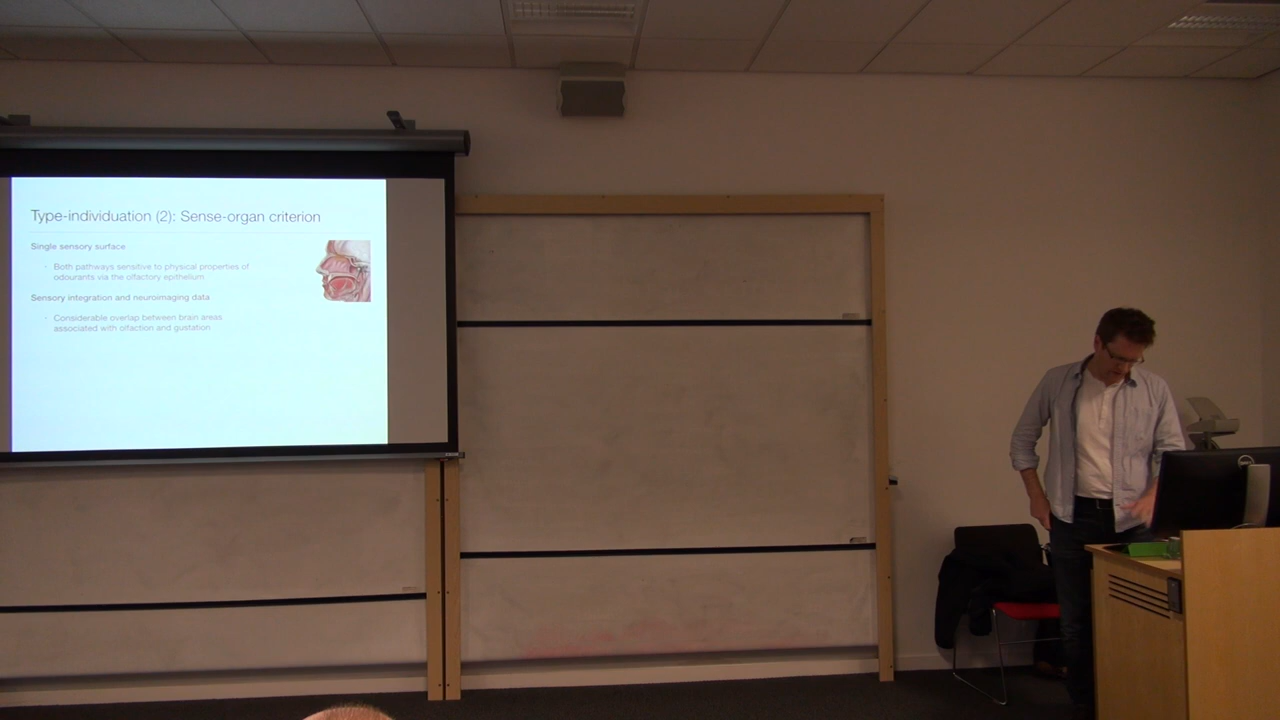 Type-individuation (2): Sense-organ criterion
Single sensory surface
· Both pathways sensitive to physical properties of
odourants via the olfactory epithelium
Sensory integration and neuroimaging data
· Considerable overlap between brain areas
associated with olfaction and gustation
DELL